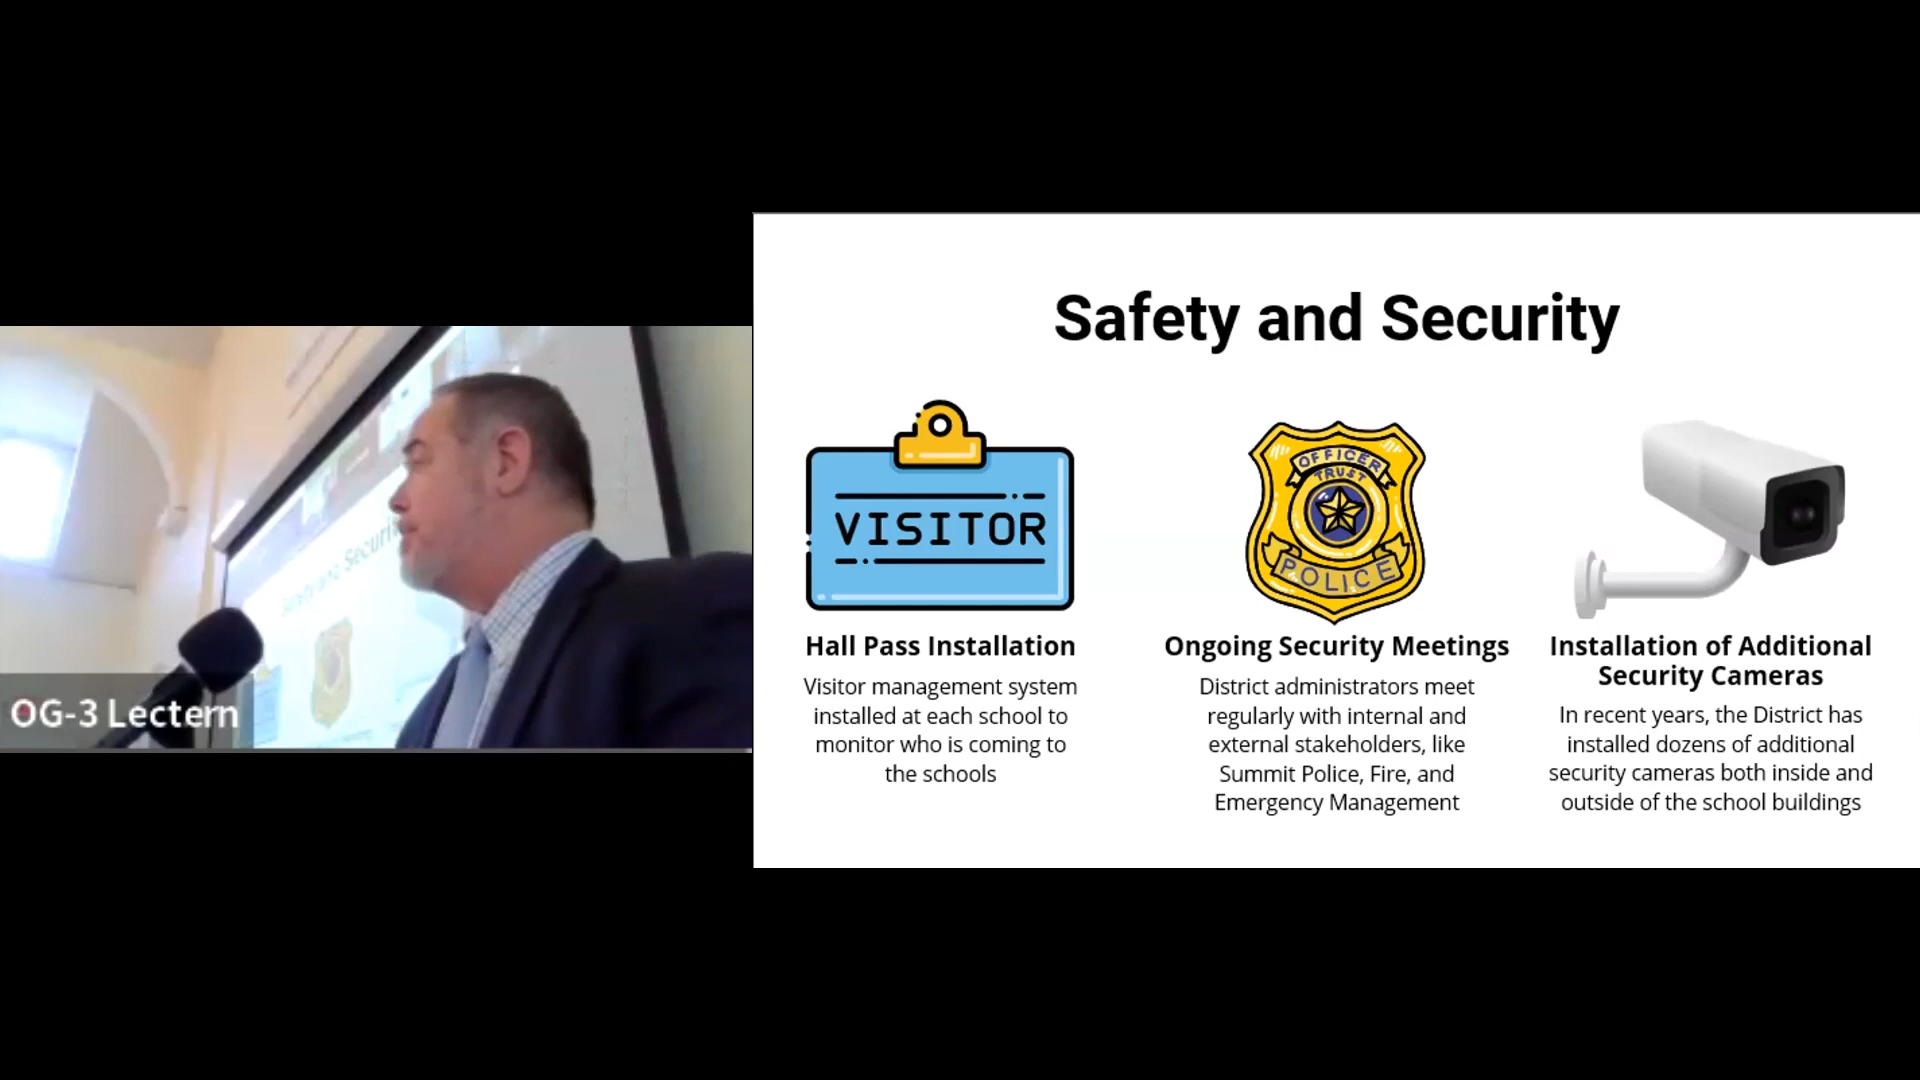 Safety and Security
VISITOR
OFFICER
TRUST
POLICE
Hall Pass Installation
Visitor management system
installed at each school to
monitor who is coming to
the schools
Ongoing Security Meetings
District administrators meet
regularly with internal and
external stakeholders, like
Summit Police, Fire, and
Emergency Management
Installation of Additional
Security Cameras
In recent years, the District has
installed dozens of additional
security cameras both inside and
outside of the school buildings
Safety and Securi
OG-3 Lectern